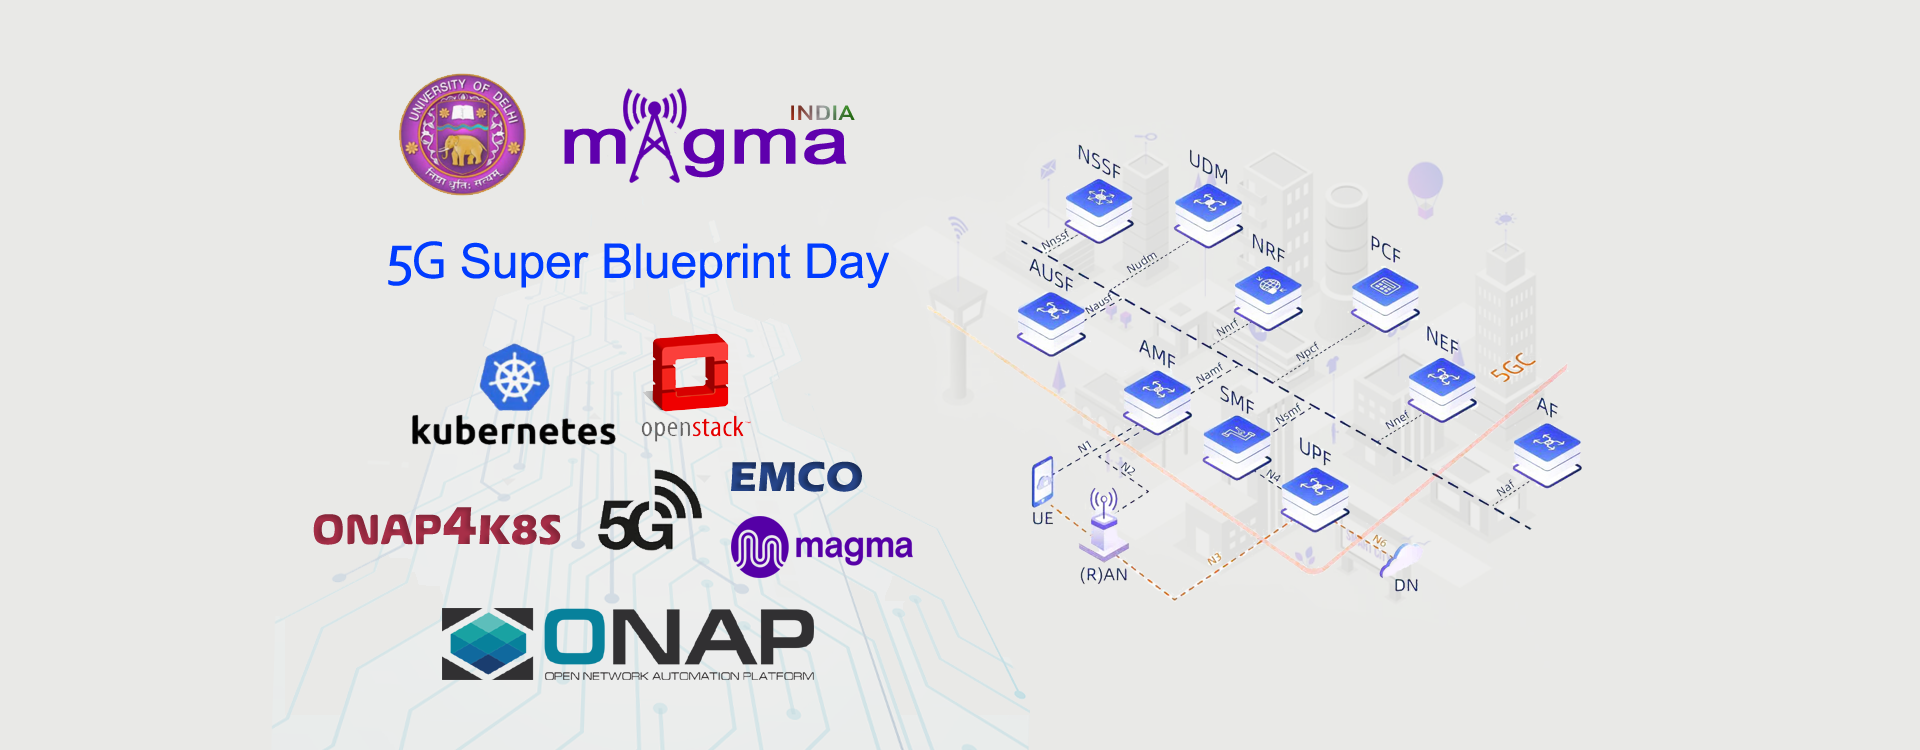 UNIVERSITY OF DELHI
निष्ठा धृति: सत्यम्
INDIA
magma
5G Super Blueprint Day
kubernetes
openstack™
EMCO
ONAP4K8S
5G
magma
ONAP
OPEN NETWORK AUTOMATION PLATFORM
NSSF
UDM
Nnssf
Nudm
NRF
PCF
AUSF
Nausf
Nnrf
Npcf
NEF
AMF
Namf
5GC
SMF
Nsmf
Nnef
AF
UPF
N1
N2
N4
Naf
UE
N3
N6
(R)AN
DN